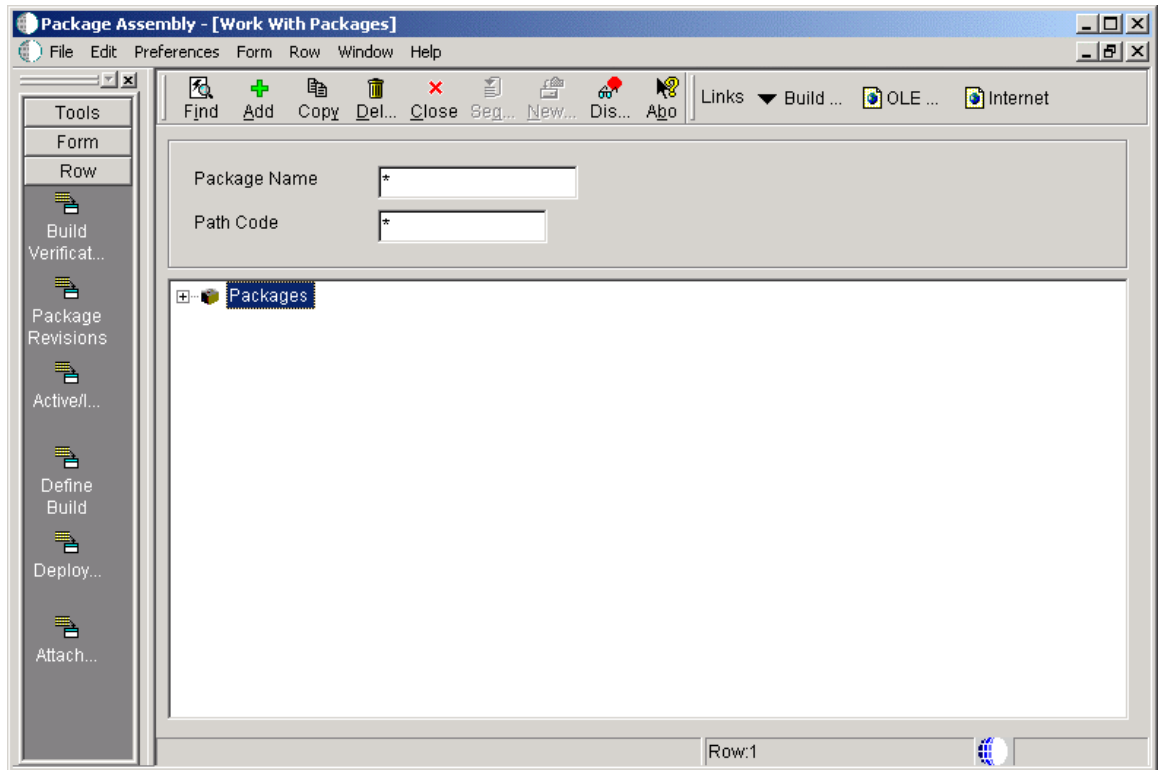 Package Assembly - [Work With Packages]
File Edit Preferences Form Row Window Help
Find Add Copy Del... Close Seq... New... Dis... Abo Links Build ... OLE ... Internet
Tools
Form
Row
Build
Verificat...
Package
Revisions
Active/I...
Define
Build
Deploy...
Attach...
Package Name *
Path Code *
Packages
Row:1